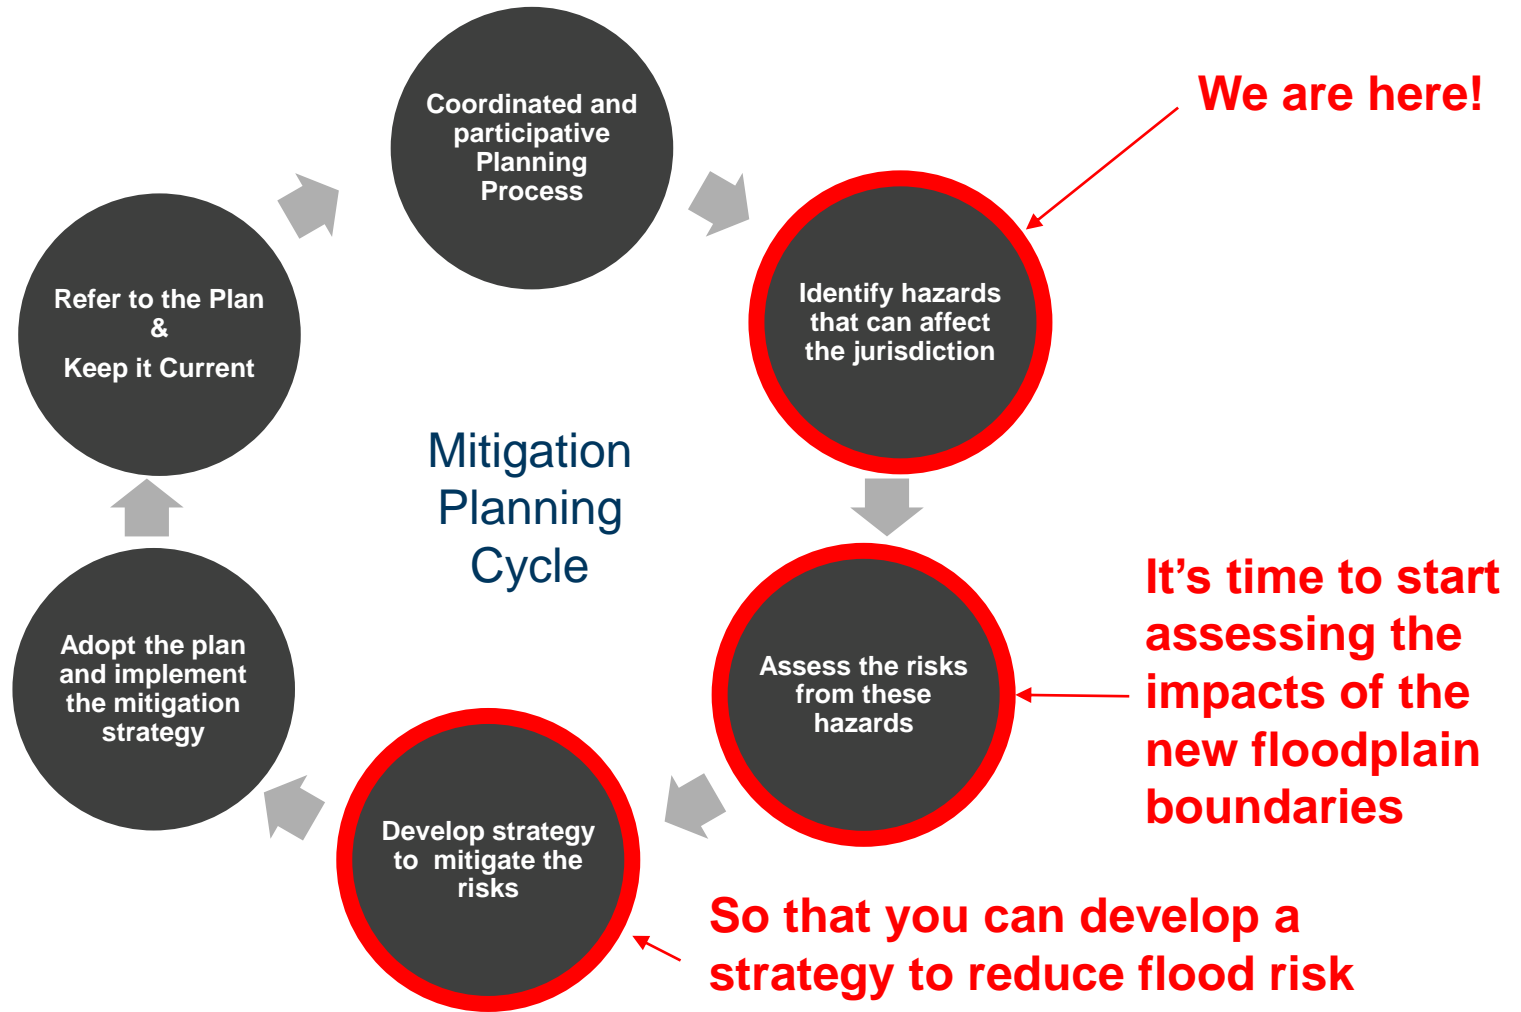 Coordinated and
participative
Planning
Process
We are here!
Identify hazards
that can affect
the jurisdiction
Refer to the Plan
&
Keep it Current
Mitigation
Planning
Cycle
It’s time to start
assessing the
impacts of the
new floodplain
boundaries
Assess the risks
from these
hazards
Adopt the plan
and implement
the mitigation
strategy
Develop strategy
to  mitigate the
risks
So that you can develop a
strategy to reduce flood risk